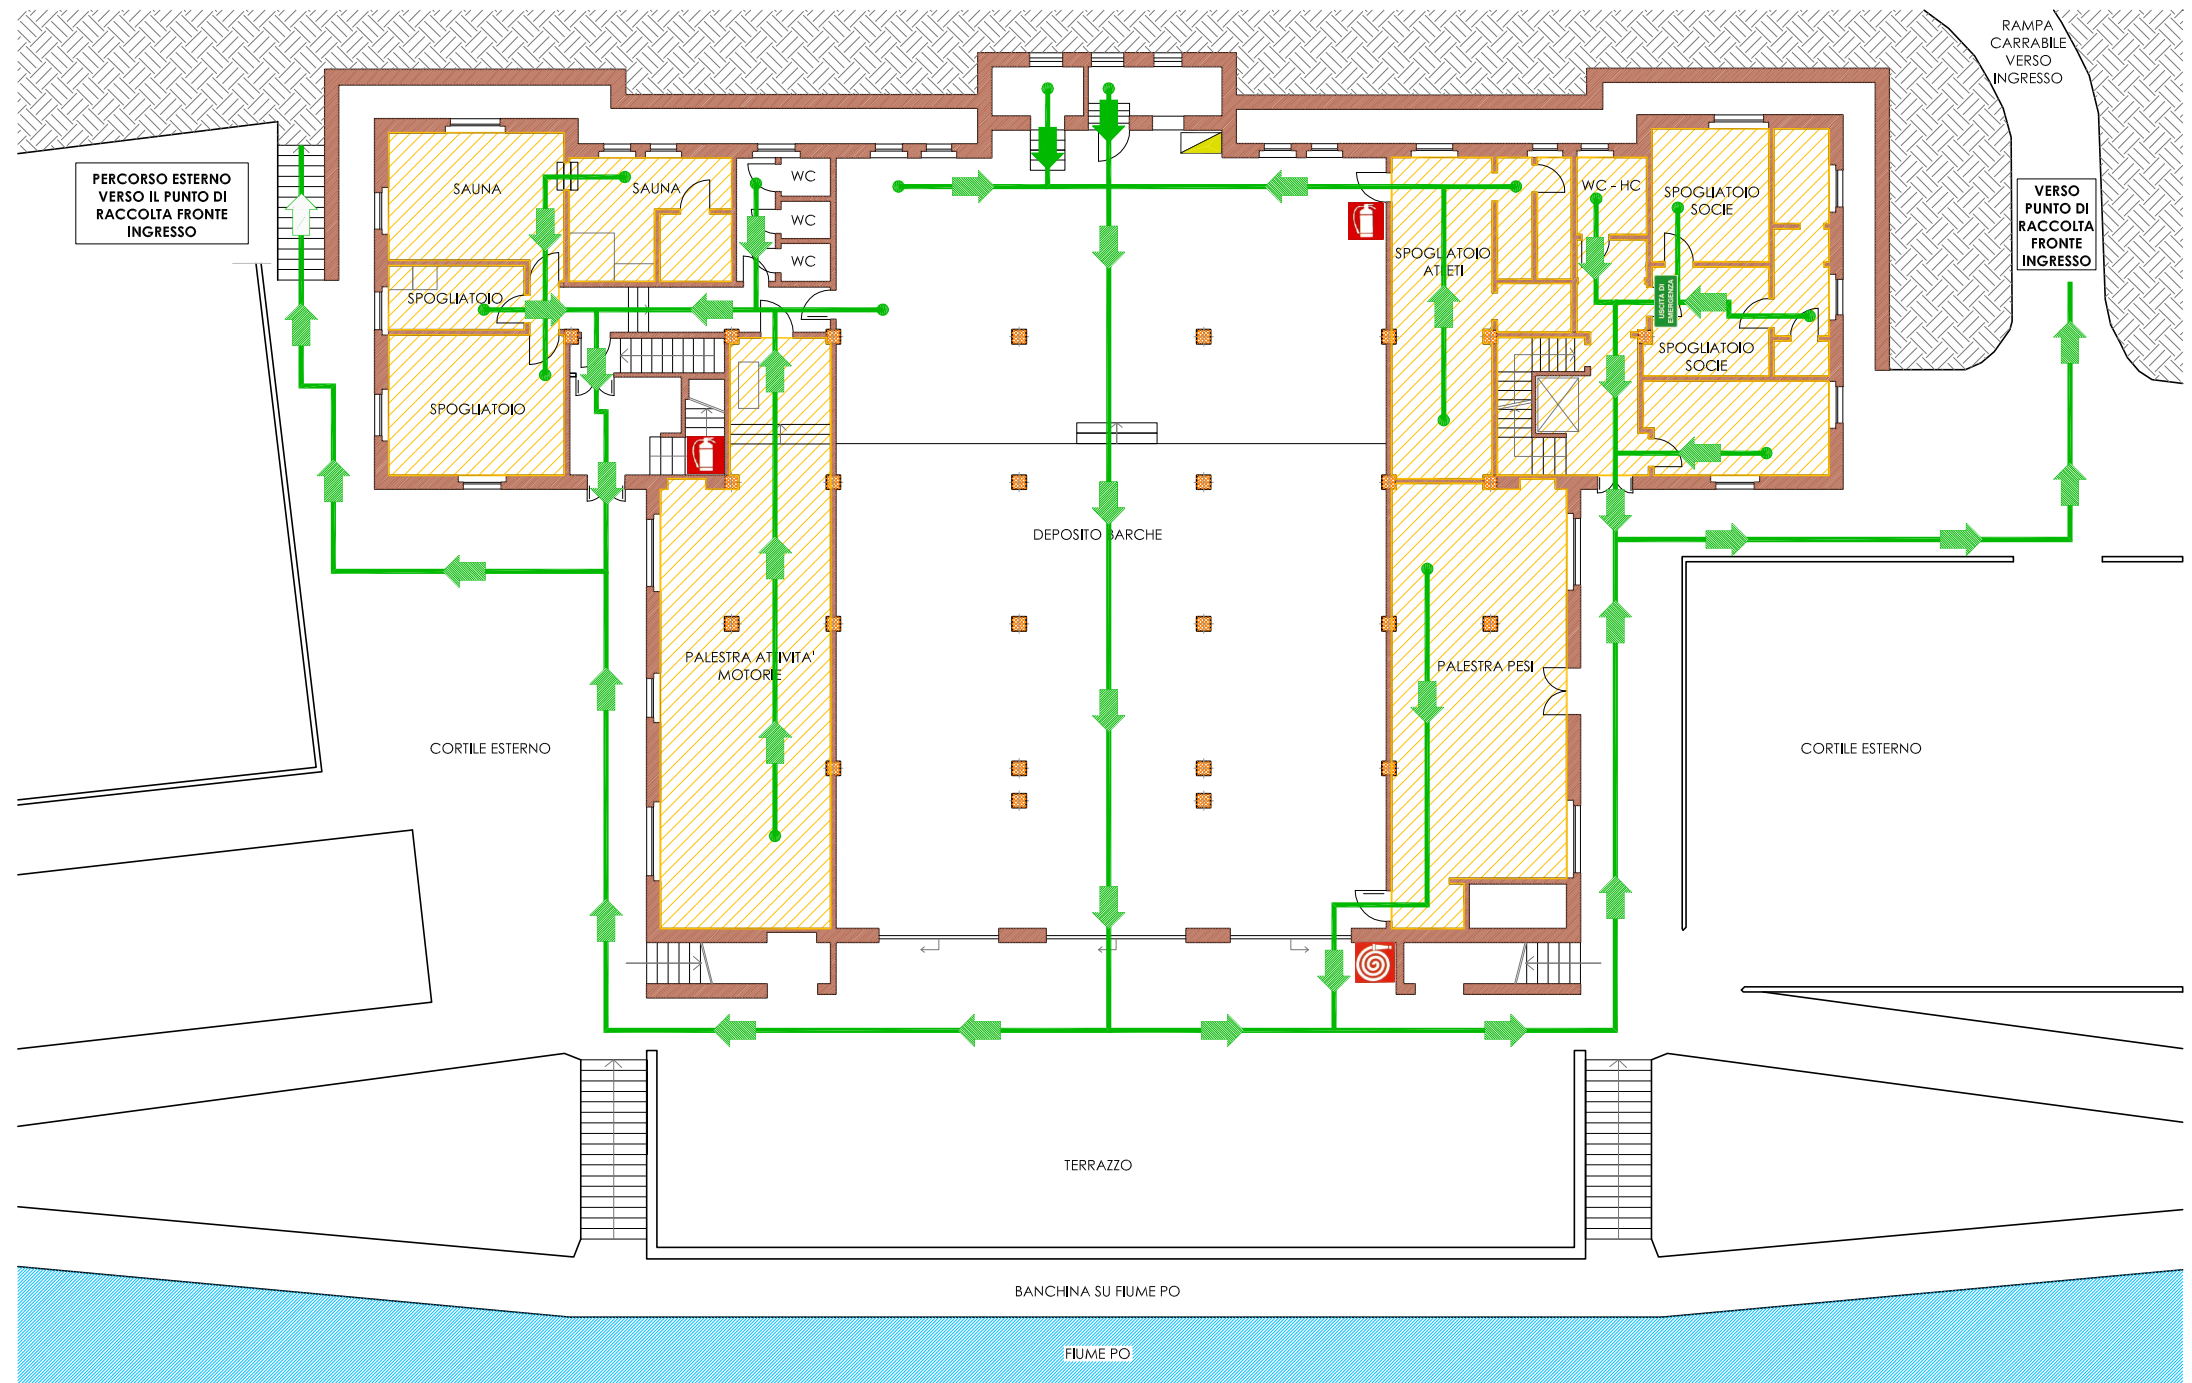 RAMPA
CARRABILE
VERSO
INGRESSO
PERCORSO ESTERNO
VERSO IL PUNTO DI
RACCOLTA FRONTE
INGRESSO
SAUNA
SAUNA
WC
WC
WC
WC - HC
SPOGLIATOIO
SOCIE
VERSO
PUNTO DI
RACCOLTA
FRONTE
INGRESSO
SPOGLIATOIO
SPOGLIATOIO
ATLETI
USCITA DI
EMERGENZA
SPOGLIATOIO
SOCIE
SPOGLIATOIO
DEPOSITO BARCHE
PALESTRA ATTIVITA'
MOTORIE
PALESTRA PESI
CORTILE ESTERNO
CORTILE ESTERNO
TERRAZZO
BANCHINA SU FIUME PO
FIUME PO